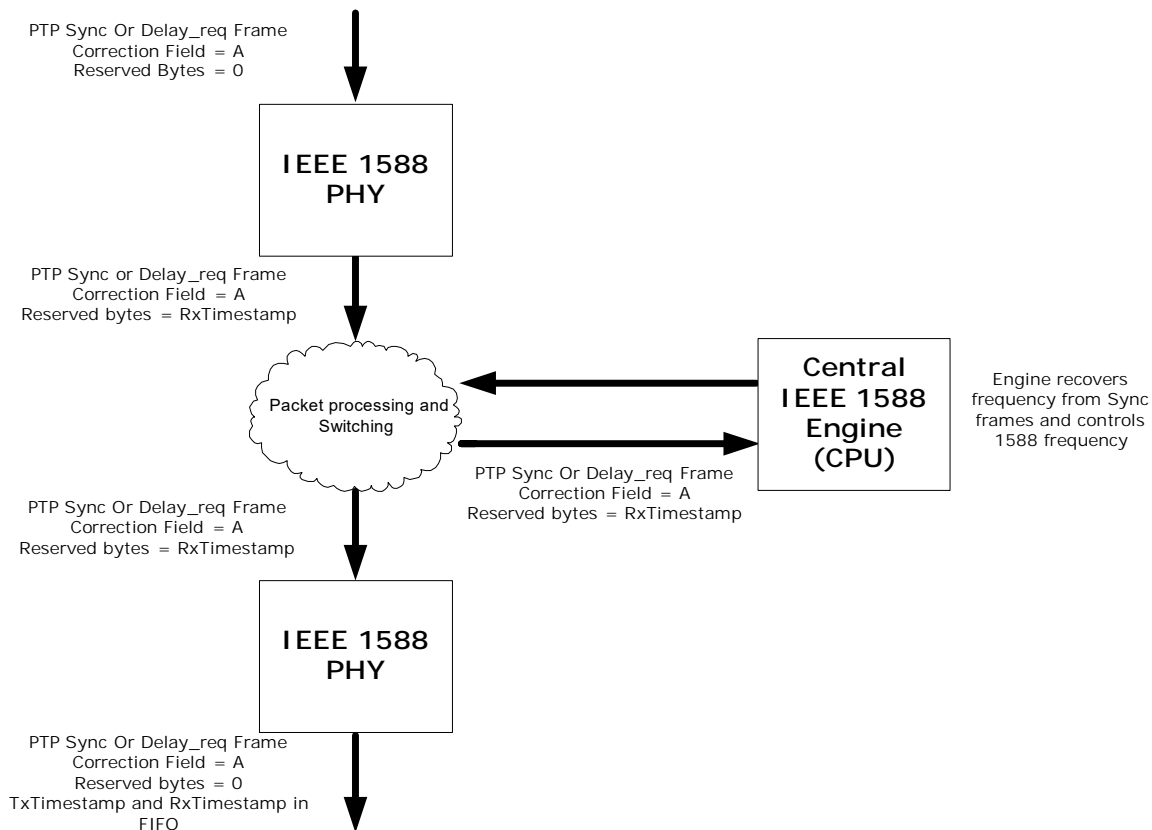 PTP Sync Or Delay_req Frame
Correction Field = A
Reserved Bytes = 0
IEEE 1588
PHY
PTP Sync or Delay_req Frame
Correction Field = A
Reserved bytes = RxTimestamp
Packet processing and
Switching
Central
IEEE 1588
Engine
(CPU)
Engine recovers
frequency from Sync
frames and controls
1588 frequency
PTP Sync Or Delay_req Frame
Correction Field = A
Reserved bytes = RxTimestamp
PTP Sync Or Delay_req Frame
Correction Field = A
Reserved bytes = RxTimestamp
IEEE 1588
PHY
PTP Sync Or Delay_req Frame
Correction Field = A
Reserved bytes = 0
TxTimestamp and RxTimestamp in
FIFO